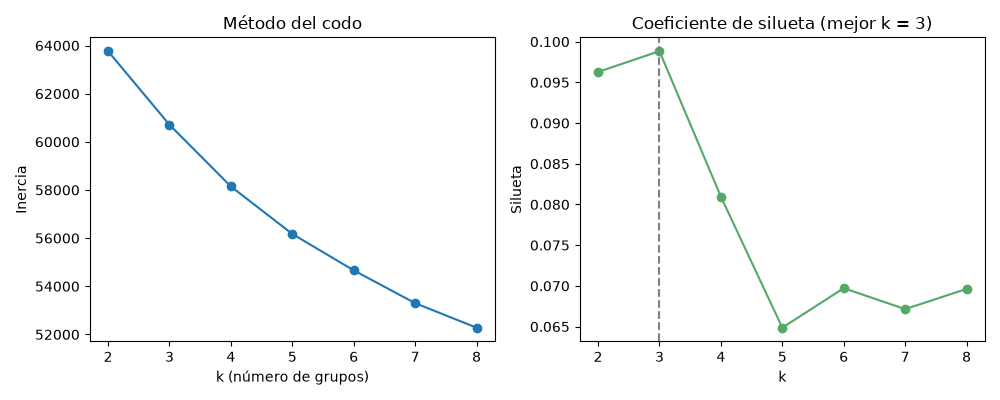 Método del codo
64000
62000
60000
58000
56000
54000
52000
Inercia
2 3 4 5 6 7 8
k (número de grupos)
Coeficiente de silueta (mejor k = 3)
0.100
0.095
0.090
0.085
0.080
0.075
0.070
0.065
Silueta
2 3 4 5 6 7 8
k